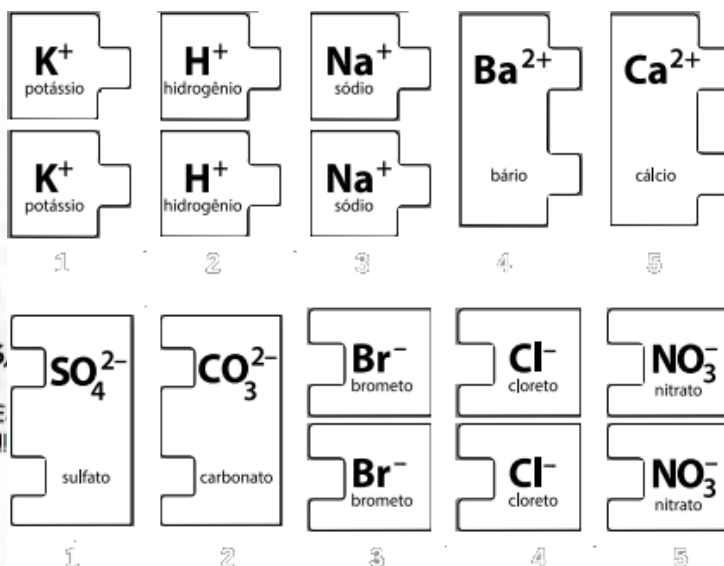 K⁺ H⁺ Na⁺ Ba²⁺ Ca²⁺
potássio hidrogênio sódio
K⁺ H⁺ Na⁺
potássio hidrogênio sódio bário cálcio
1 2 3 4 5
SO₄²⁻ CO₃²⁻ Br⁻ Cl⁻ NO₃⁻
brometo cloreto nitrato
Br⁻ Cl⁻ NO₃⁻
sulfato carbonato brometo cloreto nitrato
1 2 3 4 5